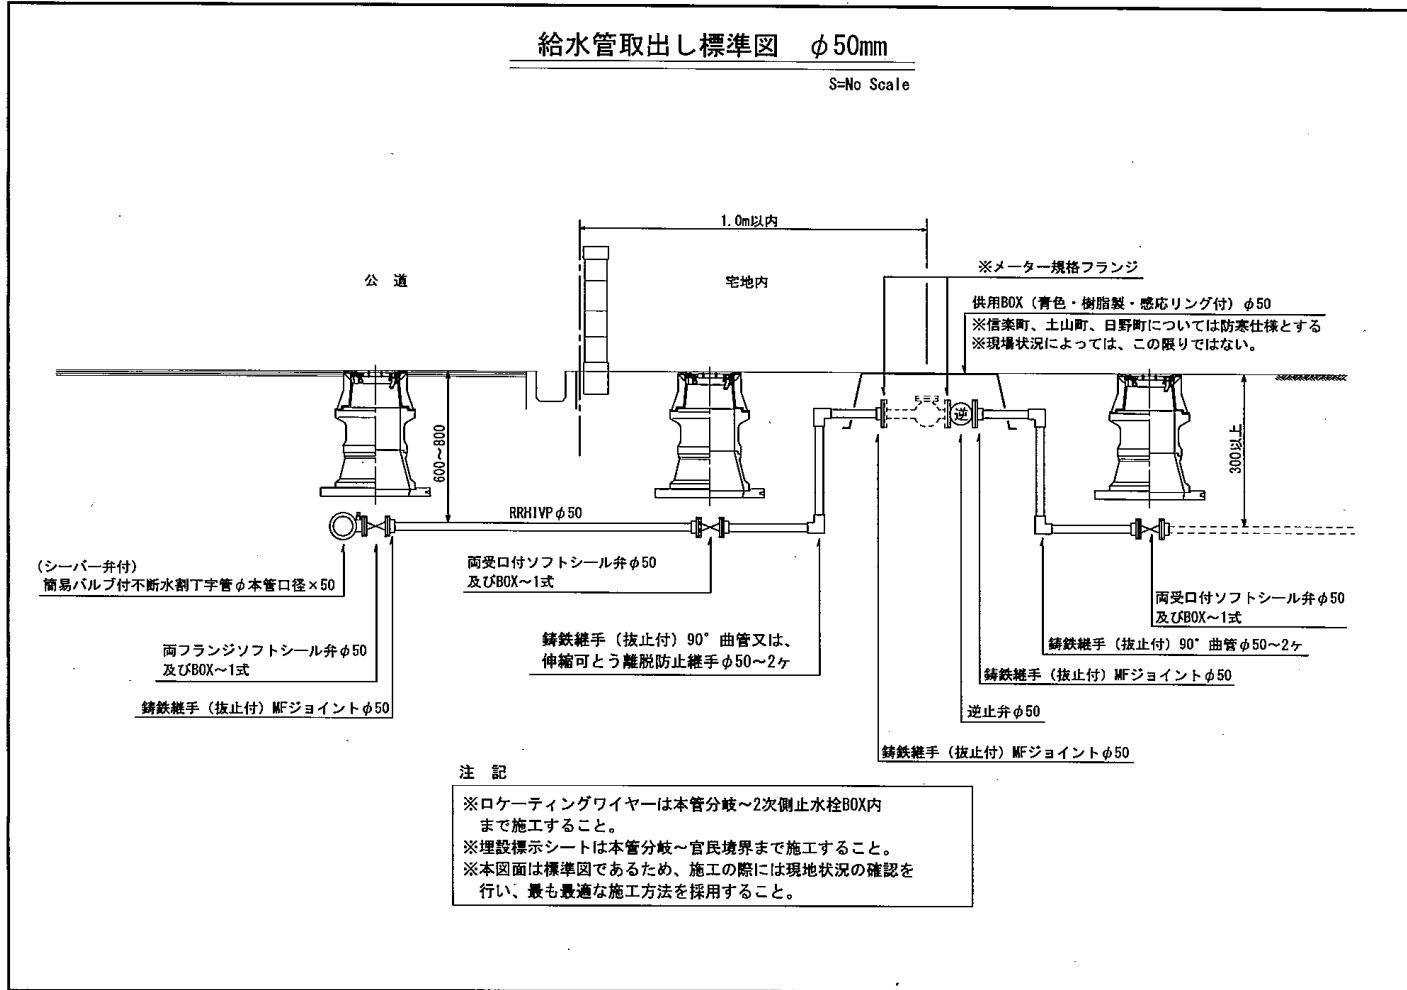 給水管取出し標準図 φ50mm
S=No Scale
1.0m以内
公 道
宅地内
※メーター規格フランジ
供用BOX（青色・樹脂製・感応リング付）φ50
※信楽町、土山町、日野町については防寒仕様とする
※現場状況によっては、この限りではない。
600～800
逆
300以上
RRHIVPφ50
(シーバー弁付)
簡易バルブ付不断水割丁字管φ本管口径×50
両受口付ソフトシール弁φ50
及びBOX～1式
両受口付ソフトシール弁φ50
及びBOX～1式
両フランジソフトシール弁φ50
及びBOX～1式
鋳鉄継手（抜止付）90°曲管又は、
伸縮可とう離脱防止継手φ50～2ヶ
鋳鉄継手（抜止付）90°曲管φ50～2ヶ
鋳鉄継手（抜止付）MFジョイントφ50
鋳鉄継手（抜止付）MFジョイントφ50
逆止弁φ50
鋳鉄継手（抜止付）MFジョイントφ50
注 記
※ロケーティングワイヤーは本管分岐～2次側止水栓BOX内
まで施工すること。
※埋設標示シートは本管分岐～官民境界まで施工すること。
※本図面は標準図であるため、施工の際には現地状況の確認を
行い、最も最適な施工方法を採用すること。